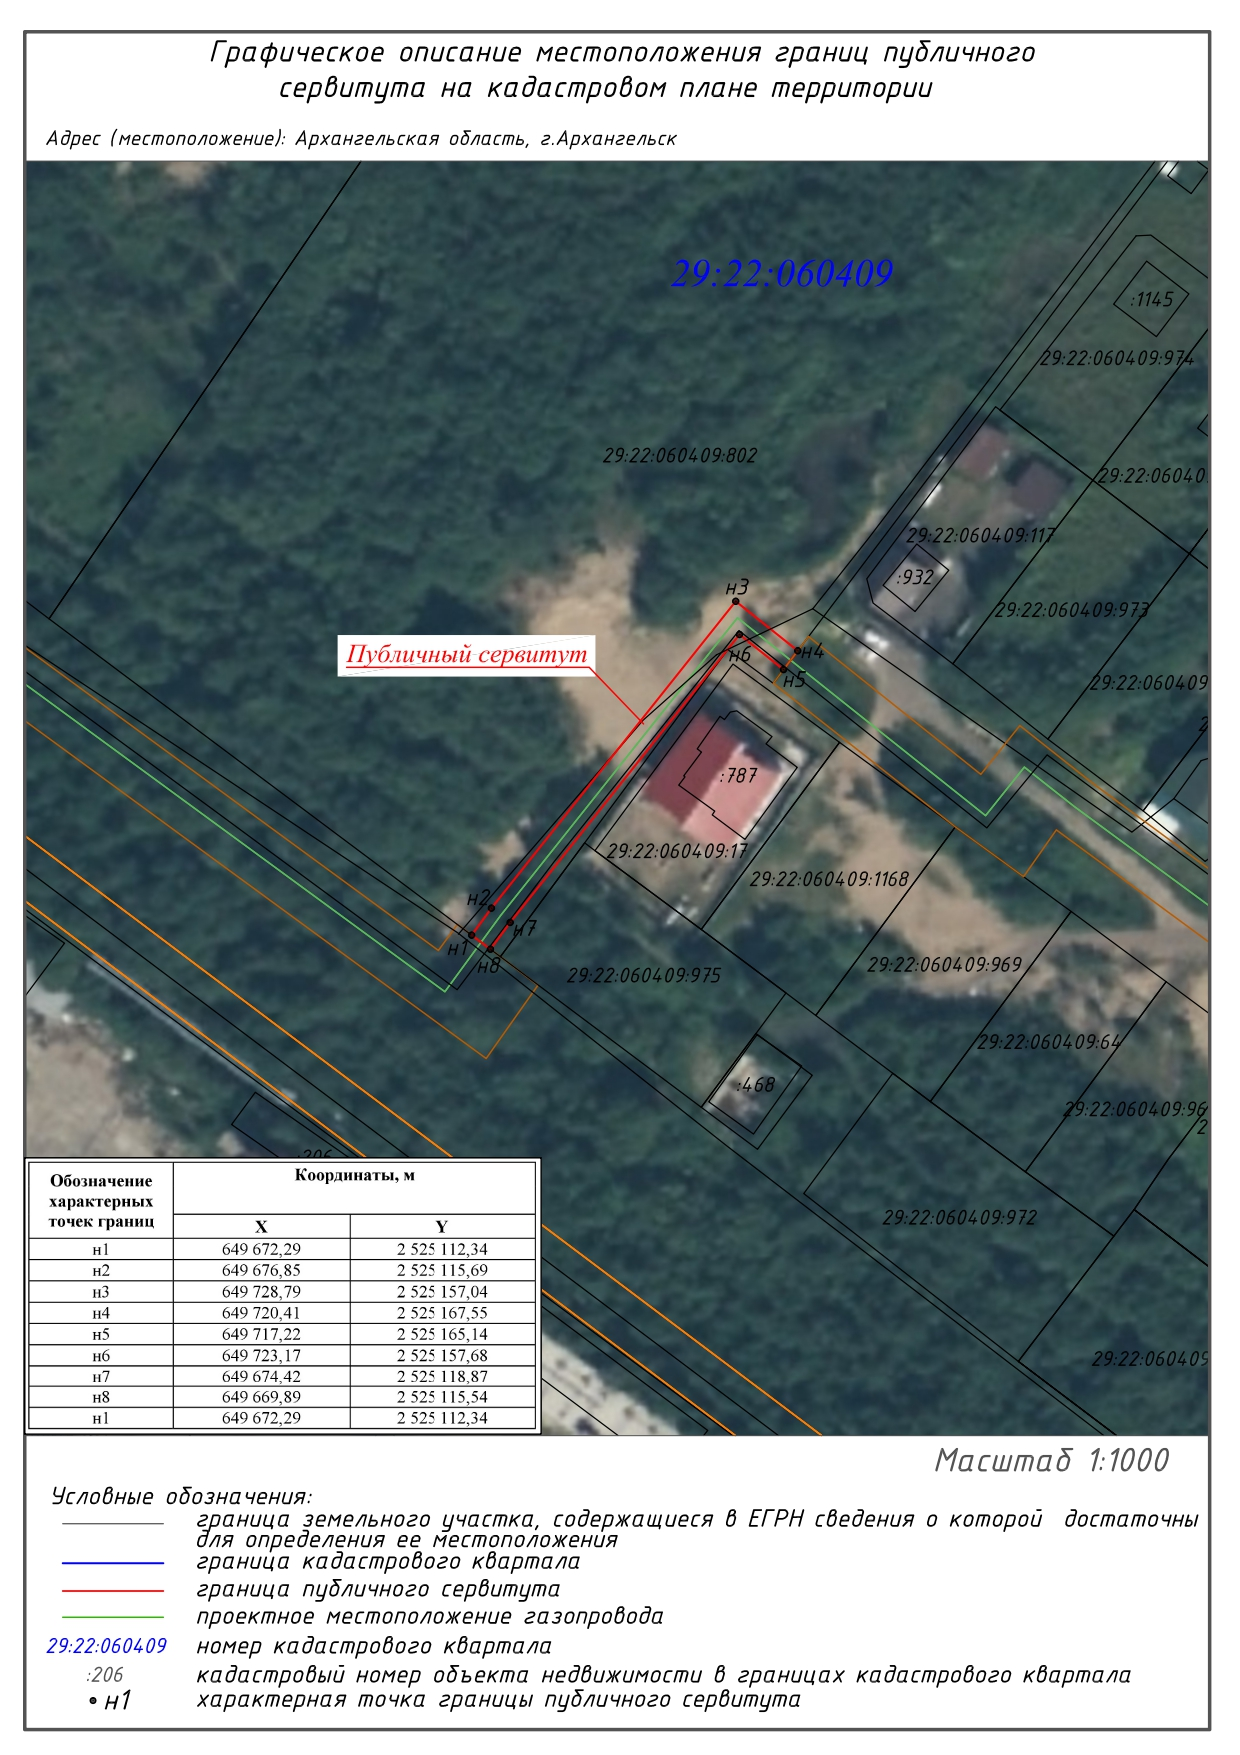 Графическое описание местоположения границ публичного
сервитута на кадастровом плане территории
Адрес (местоположение): Архангельская область, г.Архангельск
29:22:060409
:1145
29:22:060409:974
29:22:060409:802
29:22:06040
29:22:060409:117
:932
29:22:060409:973
н3
Публичный сервитут
н4
н6
н5
29:22:060409
2
:787
29:22:060409:17
29:22:060409:1168
н2
н7
н1
н8
29:22:060409:975
29:22:060409:969
29:22:060409:64
:468
29:22:060409:96
2
:206
29:22:060409:972
29:22:060409
Обозначение характерных точек границ
Координаты, м
X Y
н1 649 672,29 2 525 112,34
н2 649 676,85 2 525 115,69
н3 649 728,79 2 525 157,04
н4 649 720,41 2 525 167,55
н5 649 717,22 2 525 165,14
н6 649 723,17 2 525 157,68
н7 649 674,42 2 525 118,87
н8 649 669,89 2 525 115,54
н1 649 672,29 2 525 112,34
Масштаб 1:1000
Условные обозначения:
граница земельного участка, содержащиеся в ЕГРН сведения о которой достаточны
для определения ее местоположения
граница кадастрового квартала
граница публичного сервитута
проектное местоположение газопровода
29:22:060409 номер кадастрового квартала
:206 кадастровый номер объекта недвижимости в границах кадастрового квартала
н1 характерная точка границы публичного сервитута